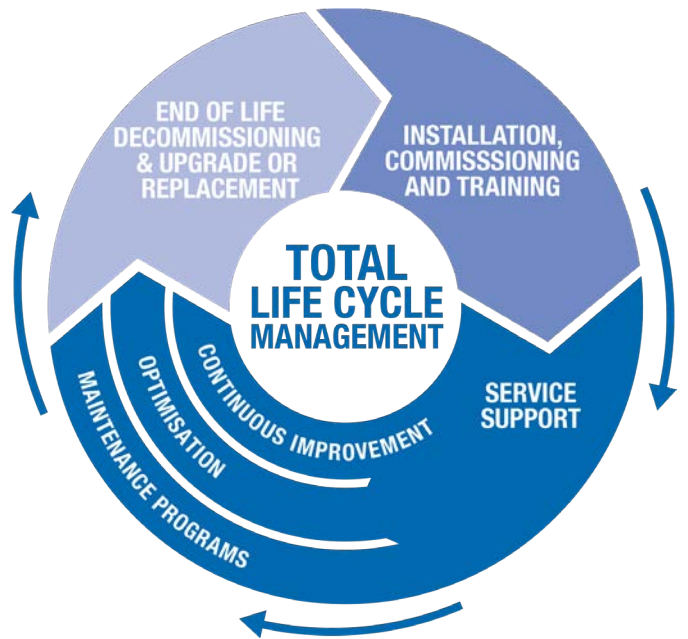 END OF LIFE
DECOMMISSIONING
& UPGRADE OR
REPLACEMENT
INSTALLATION,
COMMISSSIONING
AND TRAINING
TOTAL
LIFE CYCLE
MANAGEMENT
SERVICE
SUPPORT
CONTINUOUS IMPROVEMENT
OPTIMISATION
MAINTENANCE PROGRAMS